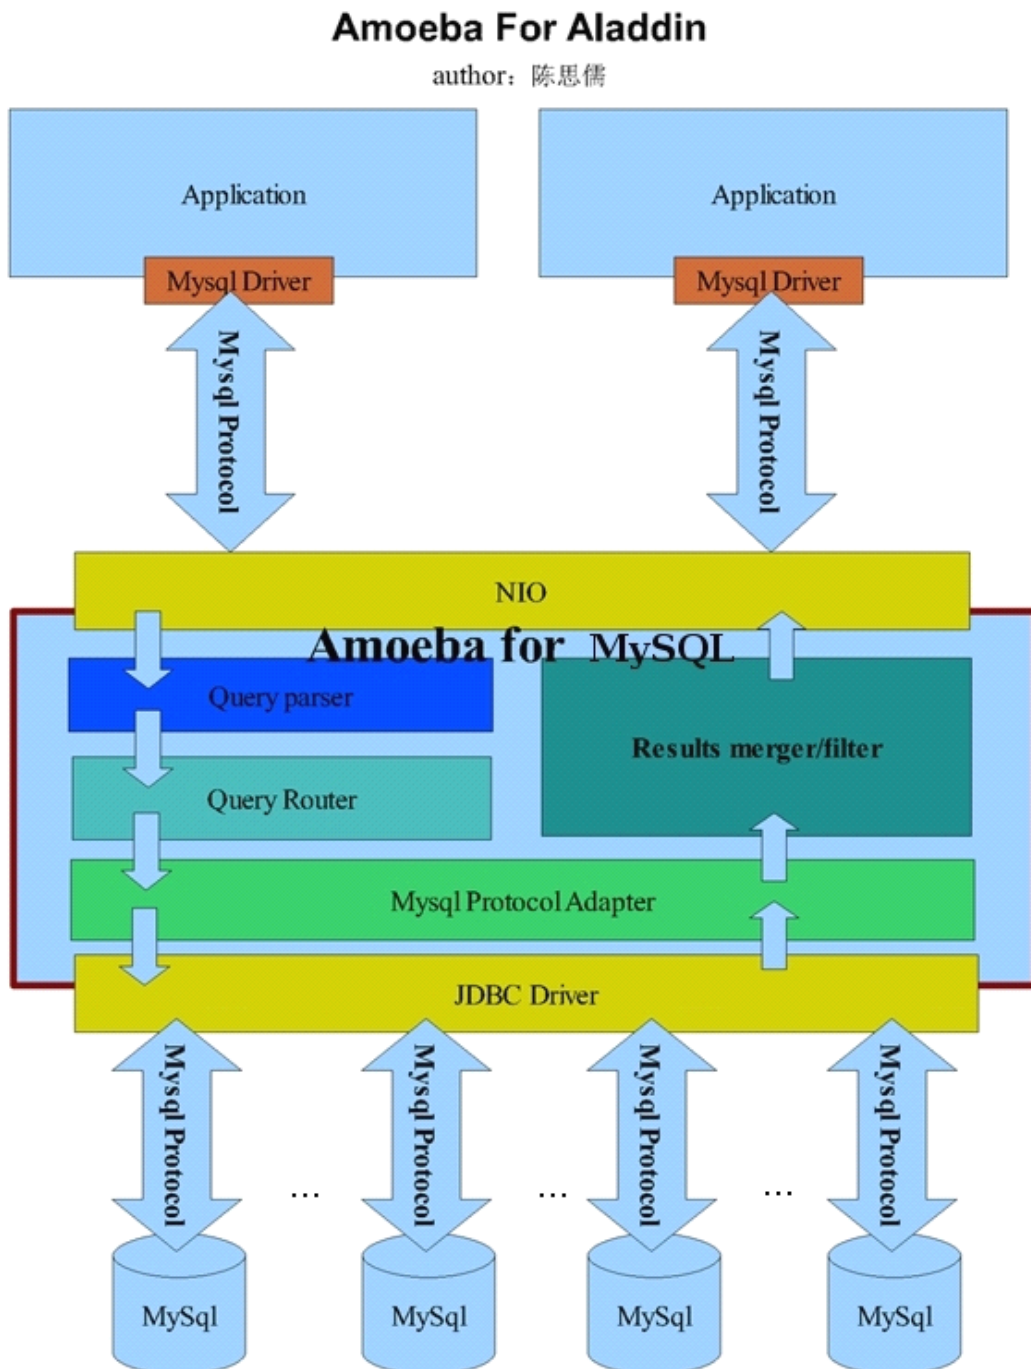 Amoeba For Aladdin
author：陈思儒
Application
Application
Mysql Driver
Mysql Driver
Mysql Protocol
Mysql Protocol
NIO
Amoeba for MySQL
Query parser
Results merger/filter
Query Router
Mysql Protocol Adapter
JDBC Driver
Mysql Protocol
Mysql Protocol
Mysql Protocol
Mysql Protocol
...
...
...
MySql
MySql
MySql
MySql